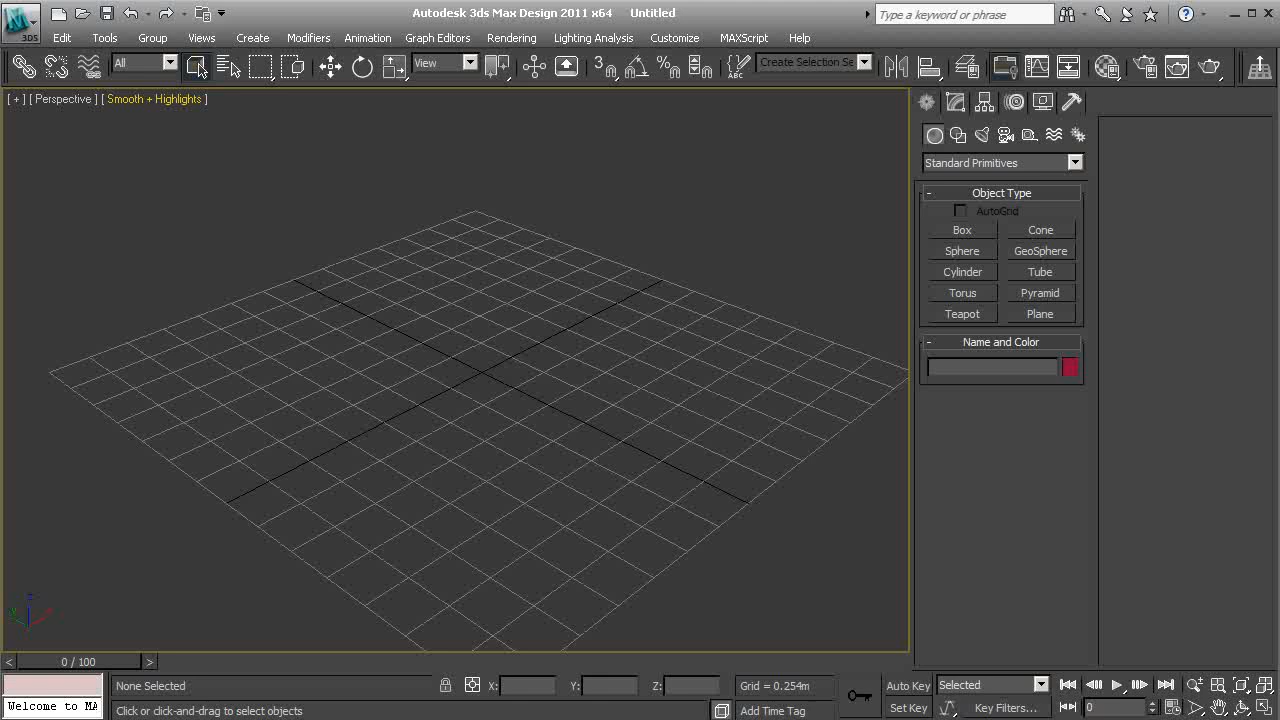 Autodesk 3ds Max Design 2011 x64 Untitled
Type a keyword or phrase
3DS
Edit Tools Group Views Create Modifiers Animation Graph Editors Rendering Lighting Analysis Customize MAXScript Help
All
View
3
Create Selection Se
[ + ] [ Perspective ] [ Smooth + Highlights ]
Standard Primitives
- Object Type
AutoGrid
Box Cone
Sphere GeoSphere
Cylinder Tube
Torus Pyramid
Teapot Plane
- Name and Color
< 0 / 100 >
None Selected X: Y: Z: Grid = 0.254m Auto Key Selected
Welcome to MA Click or click-and-drag to select objects Add Time Tag Set Key Key Filters... 0